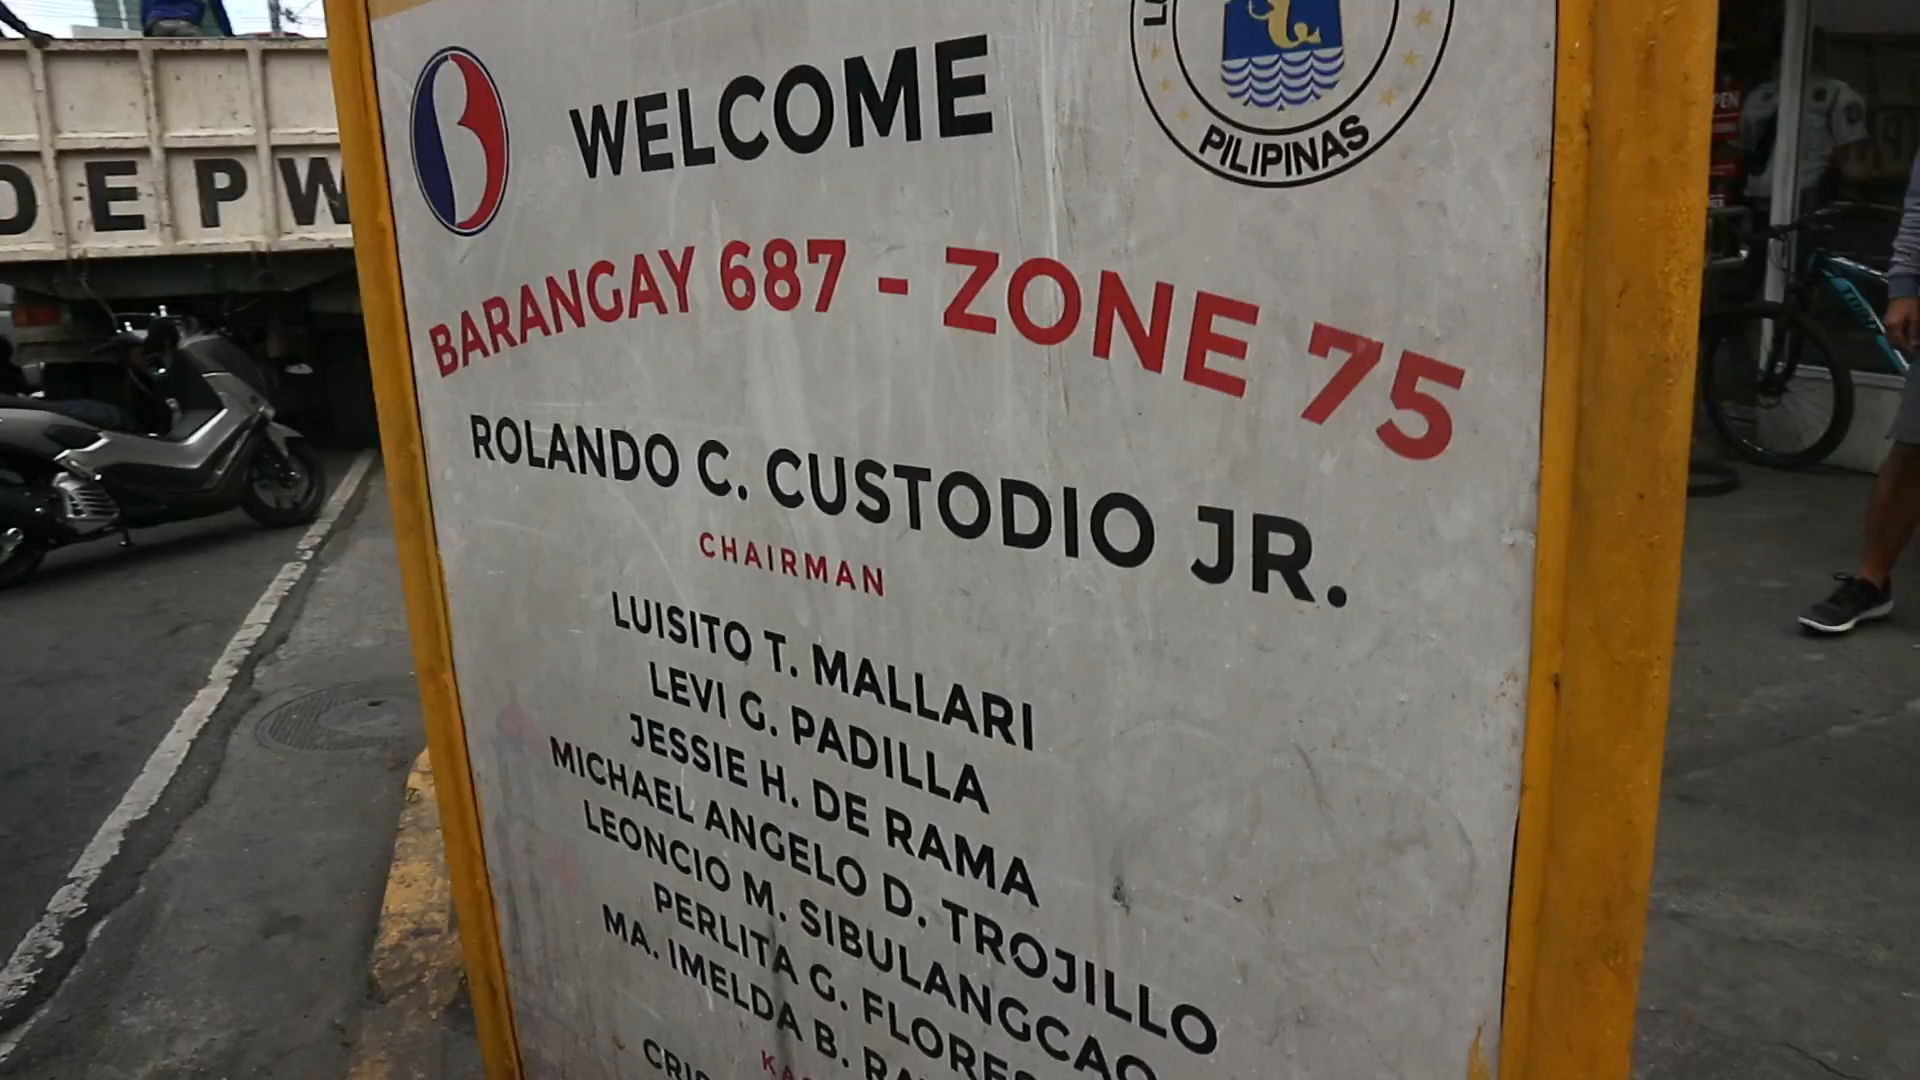 PILIPINAS
WELCOME
DEPW
BARANGAY 687 - ZONE 75
ROLANDO C. CUSTODIO JR.
CHAIRMAN
LUISITO T. MALLARI
LEVI G. PADILLA
JESSIE H. DE RAMA
MICHAEL ANGELO D. TROJILLO
LEONCIO M. SIBULANGCAO
PERLITA G. FLORES
MA. IMELDA B.